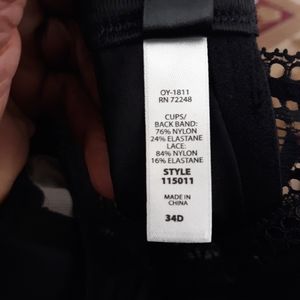 OY-1811
RN 72248
CUPS/
BACK BAND:
76% NYLON
24% ELASTANE
LACE:
84% NYLON
16% ELASTANE
STYLE
115011
MADE IN
CHINA
34D